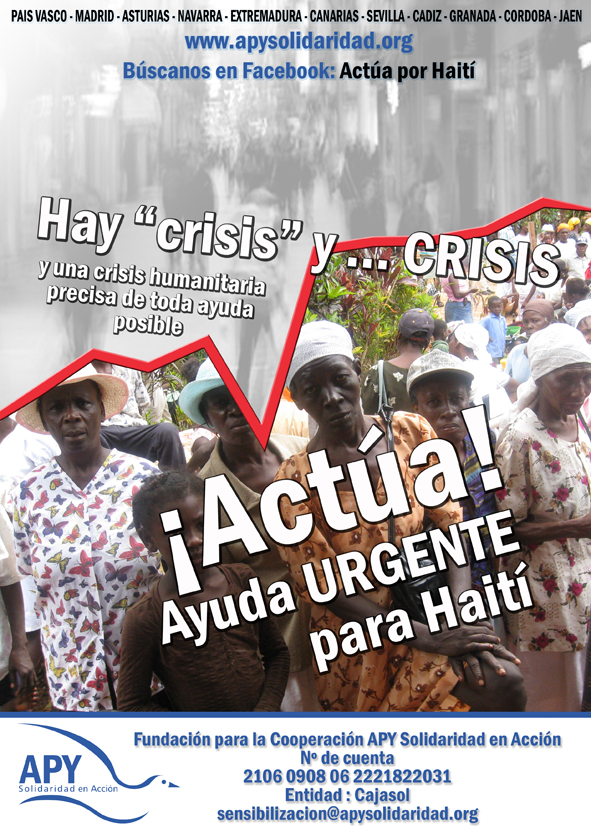 PAIS VASCO - MADRID - ASTURIAS - NAVARRA - EXTREMADURA - CANARIAS - SEVILLA - CADIZ - GRANADA - CORDOBA - JAEN
www.apysolidaridad.org
Búscanos en Facebook: Actúa por Haití
Hay “crisis” y ... CRISIS
y una crisis humanitaria
precisa de toda ayuda
posible
¡Actúa!
Ayuda URGENTE
para Haití
APY
Solidaridad en Acción
Fundación para la Cooperación APY Solidaridad en Acción
Nº de cuenta
2106 0908 06 2221822031
Entidad : Cajasol
sensibilizacion@apysolidaridad.org